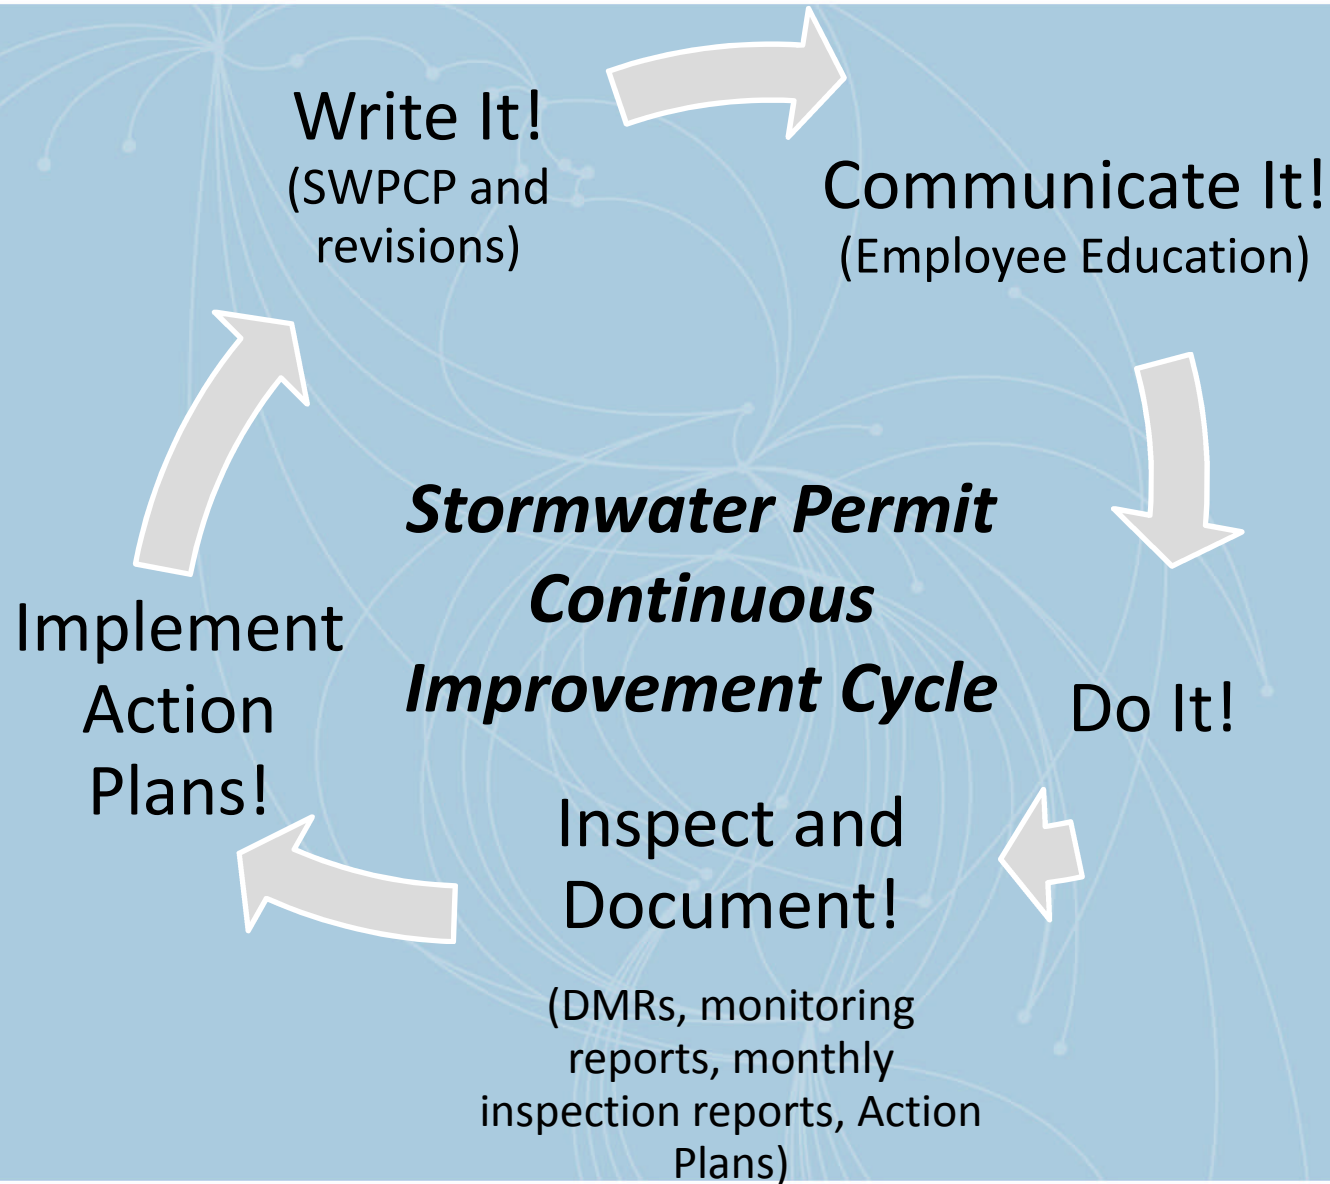 Write It!
(SWPCP and
revisions)
Communicate It!
(Employee Education)
Stormwater Permit
Continuous
Improvement Cycle
Do It!
Inspect and
Document!
(DMRs, monitoring
reports, monthly
inspection reports, Action
Plans)
Implement
Action
Plans!